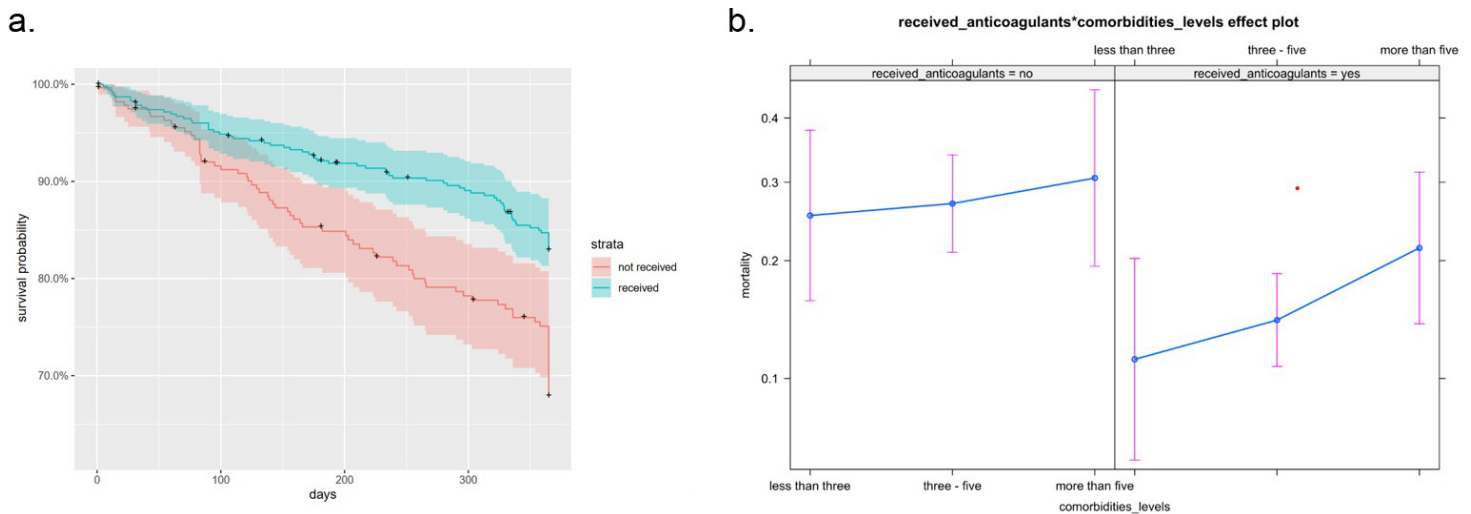 a.
100.0%
90.0%
80.0%
70.0%
survival probability
0
100
200
300
days
strata
not received
received
b.
received_anticoagulants*comorbidities_levels effect plot
less than three
three - five
more than five
received_anticoagulants = no
received_anticoagulants = yes
0.4
0.3
0.2
0.1
mortality
less than three
three - five
more than five
comorbidities_levels